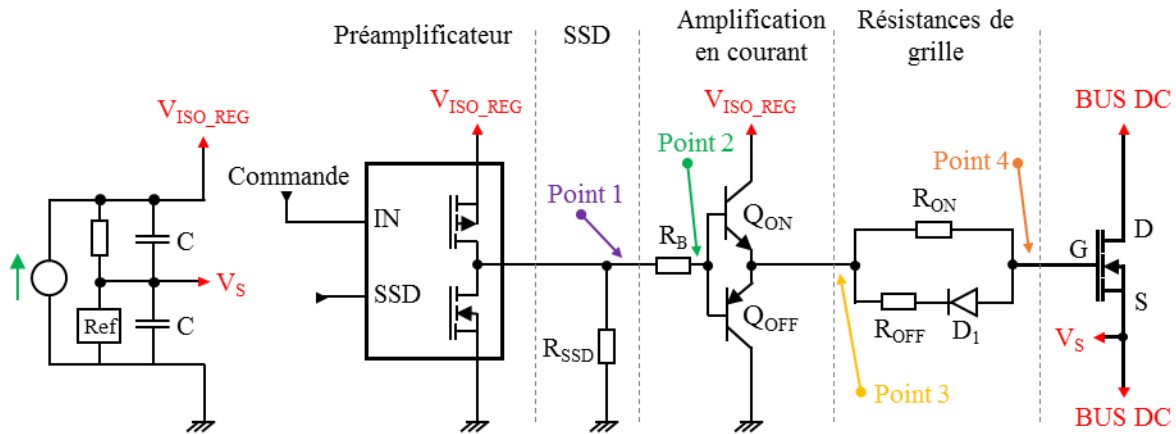 Préamplificateur
SSD
Amplification
en courant
Résistances de
grille
V_ISO_REG
V_ISO_REG
V_ISO_REG
BUS DC
Commande
Point 1
Point 2
Point 4
IN
SSD
C
V_S
Ref
C
R_SSD
R_B
Q_ON
Q_OFF
R_ON
R_OFF
D_1
Point 3
G
D
S
V_S
BUS DC